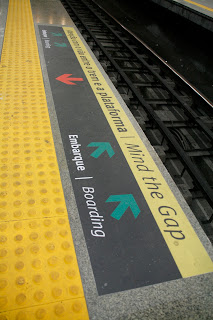 entre o trem e a plataforma | Mind the Gap
Embarque | Boarding